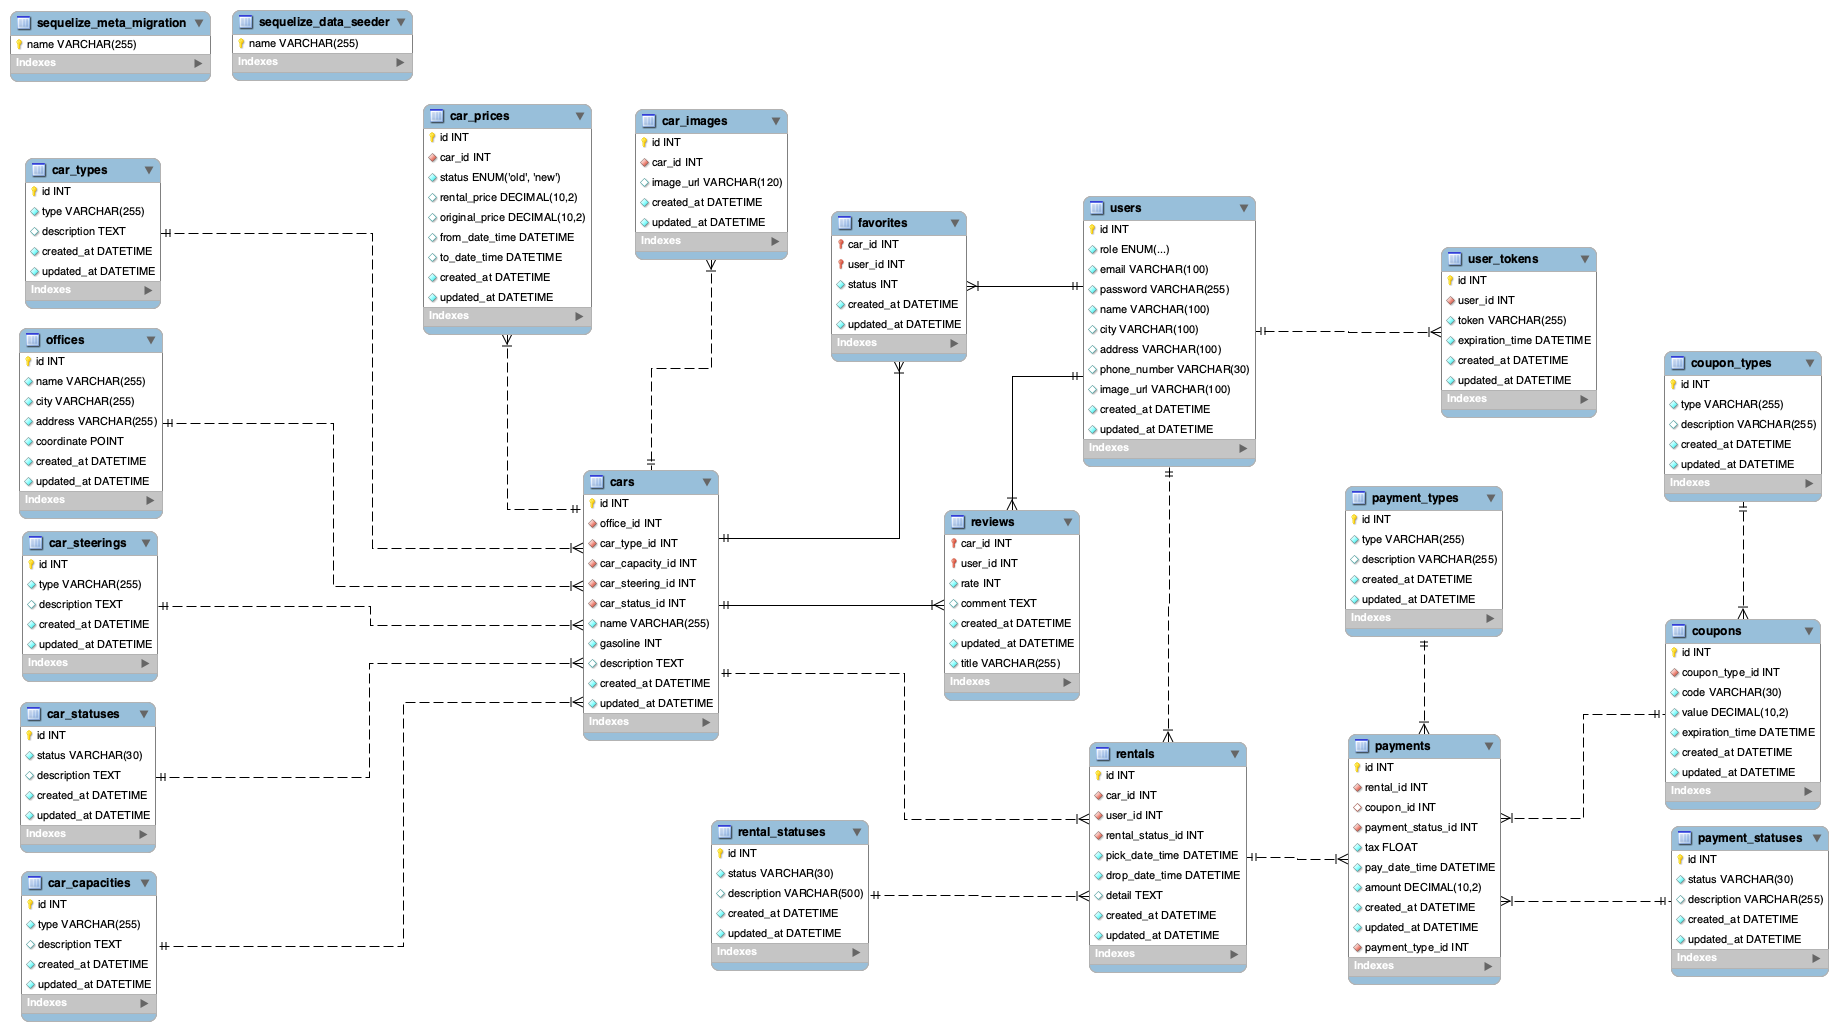 sequelize_meta_migration
name VARCHAR(255)
Indexes
sequelize_data_seeder
name VARCHAR(255)
Indexes
car_prices
id INT
car_id INT
status ENUM('old', 'new')
rental_price DECIMAL(10,2)
original_price DECIMAL(10,2)
from_date_time DATETIME
to_date_time DATETIME
created_at DATETIME
updated_at DATETIME
Indexes
car_images
id INT
car_id INT
image_url VARCHAR(120)
created_at DATETIME
updated_at DATETIME
Indexes
car_types
id INT
type VARCHAR(255)
description TEXT
created_at DATETIME
updated_at DATETIME
Indexes
favorites
car_id INT
user_id INT
status INT
created_at DATETIME
updated_at DATETIME
Indexes
users
id INT
role ENUM(...)
email VARCHAR(100)
password VARCHAR(255)
name VARCHAR(100)
city VARCHAR(100)
address VARCHAR(100)
phone_number VARCHAR(30)
image_url VARCHAR(100)
created_at DATETIME
updated_at DATETIME
Indexes
user_tokens
id INT
user_id INT
token VARCHAR(255)
expiration_time DATETIME
created_at DATETIME
updated_at DATETIME
Indexes
offices
id INT
name VARCHAR(255)
city VARCHAR(255)
address VARCHAR(255)
coordinate POINT
created_at DATETIME
updated_at DATETIME
Indexes
coupon_types
id INT
type VARCHAR(255)
description VARCHAR(255)
created_at DATETIME
updated_at DATETIME
Indexes
cars
id INT
office_id INT
car_type_id INT
car_capacity_id INT
car_steering_id INT
car_status_id INT
name VARCHAR(255)
gasoline INT
description TEXT
created_at DATETIME
updated_at DATETIME
Indexes
reviews
car_id INT
user_id INT
rate INT
comment TEXT
created_at DATETIME
updated_at DATETIME
title VARCHAR(255)
Indexes
payment_types
id INT
type VARCHAR(255)
description VARCHAR(255)
created_at DATETIME
updated_at DATETIME
Indexes
car_steerings
id INT
type VARCHAR(255)
description TEXT
created_at DATETIME
updated_at DATETIME
Indexes
coupons
id INT
coupon_type_id INT
code VARCHAR(30)
value DECIMAL(10,2)
expiration_time DATETIME
created_at DATETIME
updated_at DATETIME
Indexes
car_statuses
id INT
status VARCHAR(30)
description TEXT
created_at DATETIME
updated_at DATETIME
Indexes
rentals
id INT
car_id INT
user_id INT
rental_status_id INT
pick_date_time DATETIME
drop_date_time DATETIME
detail TEXT
created_at DATETIME
updated_at DATETIME
Indexes
payments
id INT
rental_id INT
coupon_id INT
payment_status_id INT
tax FLOAT
pay_date_time DATETIME
amount DECIMAL(10,2)
created_at DATETIME
updated_at DATETIME
payment_type_id INT
Indexes
rental_statuses
id INT
status VARCHAR(30)
description VARCHAR(500)
created_at DATETIME
updated_at DATETIME
Indexes
payment_statuses
id INT
status VARCHAR(30)
description VARCHAR(255)
created_at DATETIME
updated_at DATETIME
Indexes
car_capacities
id INT
type VARCHAR(255)
description TEXT
created_at DATETIME
updated_at DATETIME
Indexes